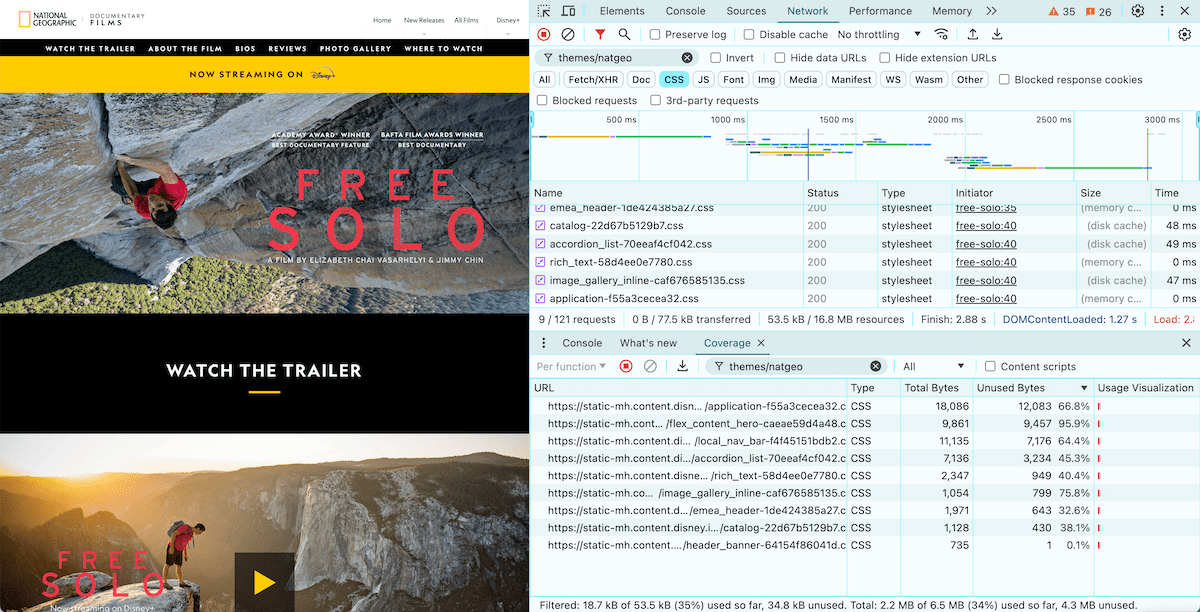 NATIONAL
GEOGRAPHIC
DOCUMENTARY
FILMS
Home New Releases All Films Disney+
WATCH THE TRAILER ABOUT THE FILM BIOS REVIEWS PHOTO GALLERY WHERE TO WATCH
NOW STREAMING ON Disney+
ACADEMY AWARD® WINNER BAFTA FILM AWARDS WINNER
BEST DOCUMENTARY FEATURE BEST DOCUMENTARY
FREE
SOLO
A FILM BY ELIZABETH CHAI VASARHELYI & JIMMY CHIN
WATCH THE TRAILER
FREE
SOLO
Now streaming on Disney+
Elements Console Sources Network Performance Memory 35 26
Preserve log Disable cache No throttling
themes/natgeo Invert Hide data URLs Hide extension URLs
All Fetch/XHR Doc CSS JS Font Img Media Manifest WS Wasm Other Blocked response cookies
Blocked requests 3rd-party requests
500 ms 1000 ms 1500 ms 2000 ms 2500 ms 3000 ms
Name Status Type Initiator Size Time
emea_header-1de424385a27.css 200 stylesheet free-solo:35 (memory c... 0 ms
catalog-22d67b5129b7.css 200 stylesheet free-solo:40 (disk cache) 48 ms
accordion_list-70eeaf4cf042.css 200 stylesheet free-solo:40 (disk cache) 49 ms
rich_text-58d4ee0e7780.css 200 stylesheet free-solo:40 (memory c... 0 ms
image_gallery_inline-caf676585135.css 200 stylesheet free-solo:40 (disk cache) 47 ms
application-f55a3cecea32.css 200 stylesheet free-solo:40 (memory c... 0 ms
9 / 121 requests 0 B / 77.5 kB transferred 53.5 kB / 16.8 MB resources Finish: 2.88 s DOMContentLoaded: 1.27 s Load: 2.
Console What's new Coverage
Per function themes/natgeo All Content scripts
URL Type Total Bytes Unused Bytes Usage Visualization
https://static-mh.content.disn... /application-f55a3cecea32.c CSS 18,086 12,083 66.8%
https://static-mh.cont... /flex_content_hero-caeae59d4a48.c CSS 9,861 9,457 95.9%
https://static-mh.content.di... /local_nav_bar-f4f45151bdb2.c CSS 11,135 7,176 64.4%
https://static-mh.content.di... /accordion_list-70eeaf4cf042.c CSS 7,136 3,234 45.3%
https://static-mh.content.disne... /rich_text-58d4ee0e7780.c CSS 2,347 949 40.4%
https://static-mh.co... /image_gallery_inline-caf676585135.c CSS 1,054 799 75.8%
https://static-mh.content.d... /emea_header-1de424385a27.c CSS 1,971 643 32.6%
https://static-mh.content.disney.i... /catalog-22d67b5129b7.c CSS 1,128 430 38.1%
https://static-mh.content.... /header_banner-64154f86041d.c CSS 735 1 0.1%
Filtered: 18.7 kB of 53.5 kB (35%) used so far, 34.8 kB unused. Total: 2.2 MB of 6.5 MB (34%) used so far, 4.3 MB unused.